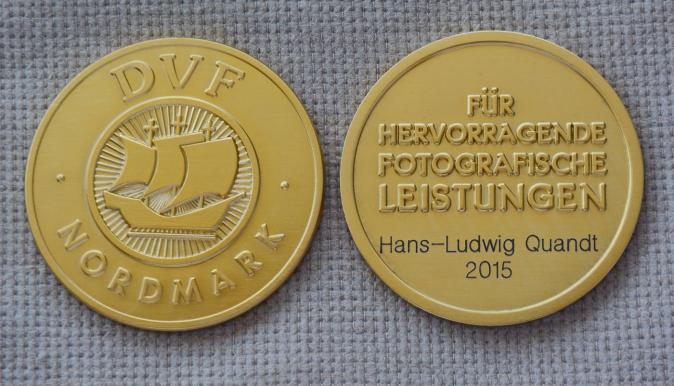 DVF
NORDMARK
FÜR
HERVORRAGENDE
FOTOGRAFISCHE
LEISTUNGEN
Hans-Ludwig Quandt
2015